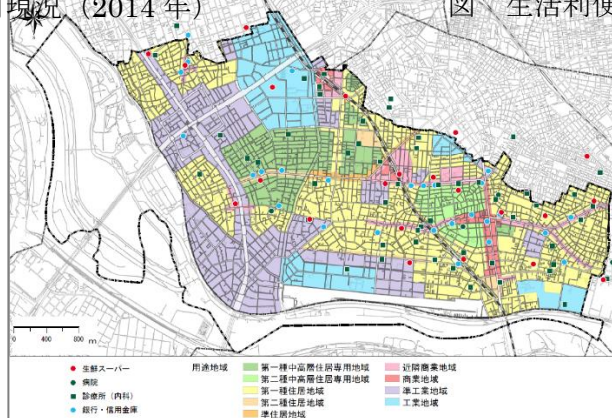 現況（2014 年）
図　生活利便
0 400 800 m
生鮮スーパー
病院
診療所（内科）
銀行・信用金庫
用途地域
第一種中高層住居専用地域
第二種中高層住居専用地域
第一種住居地域
第二種住居地域
準住居地域
近隣商業地域
商業地域
準工業地域
工業地域